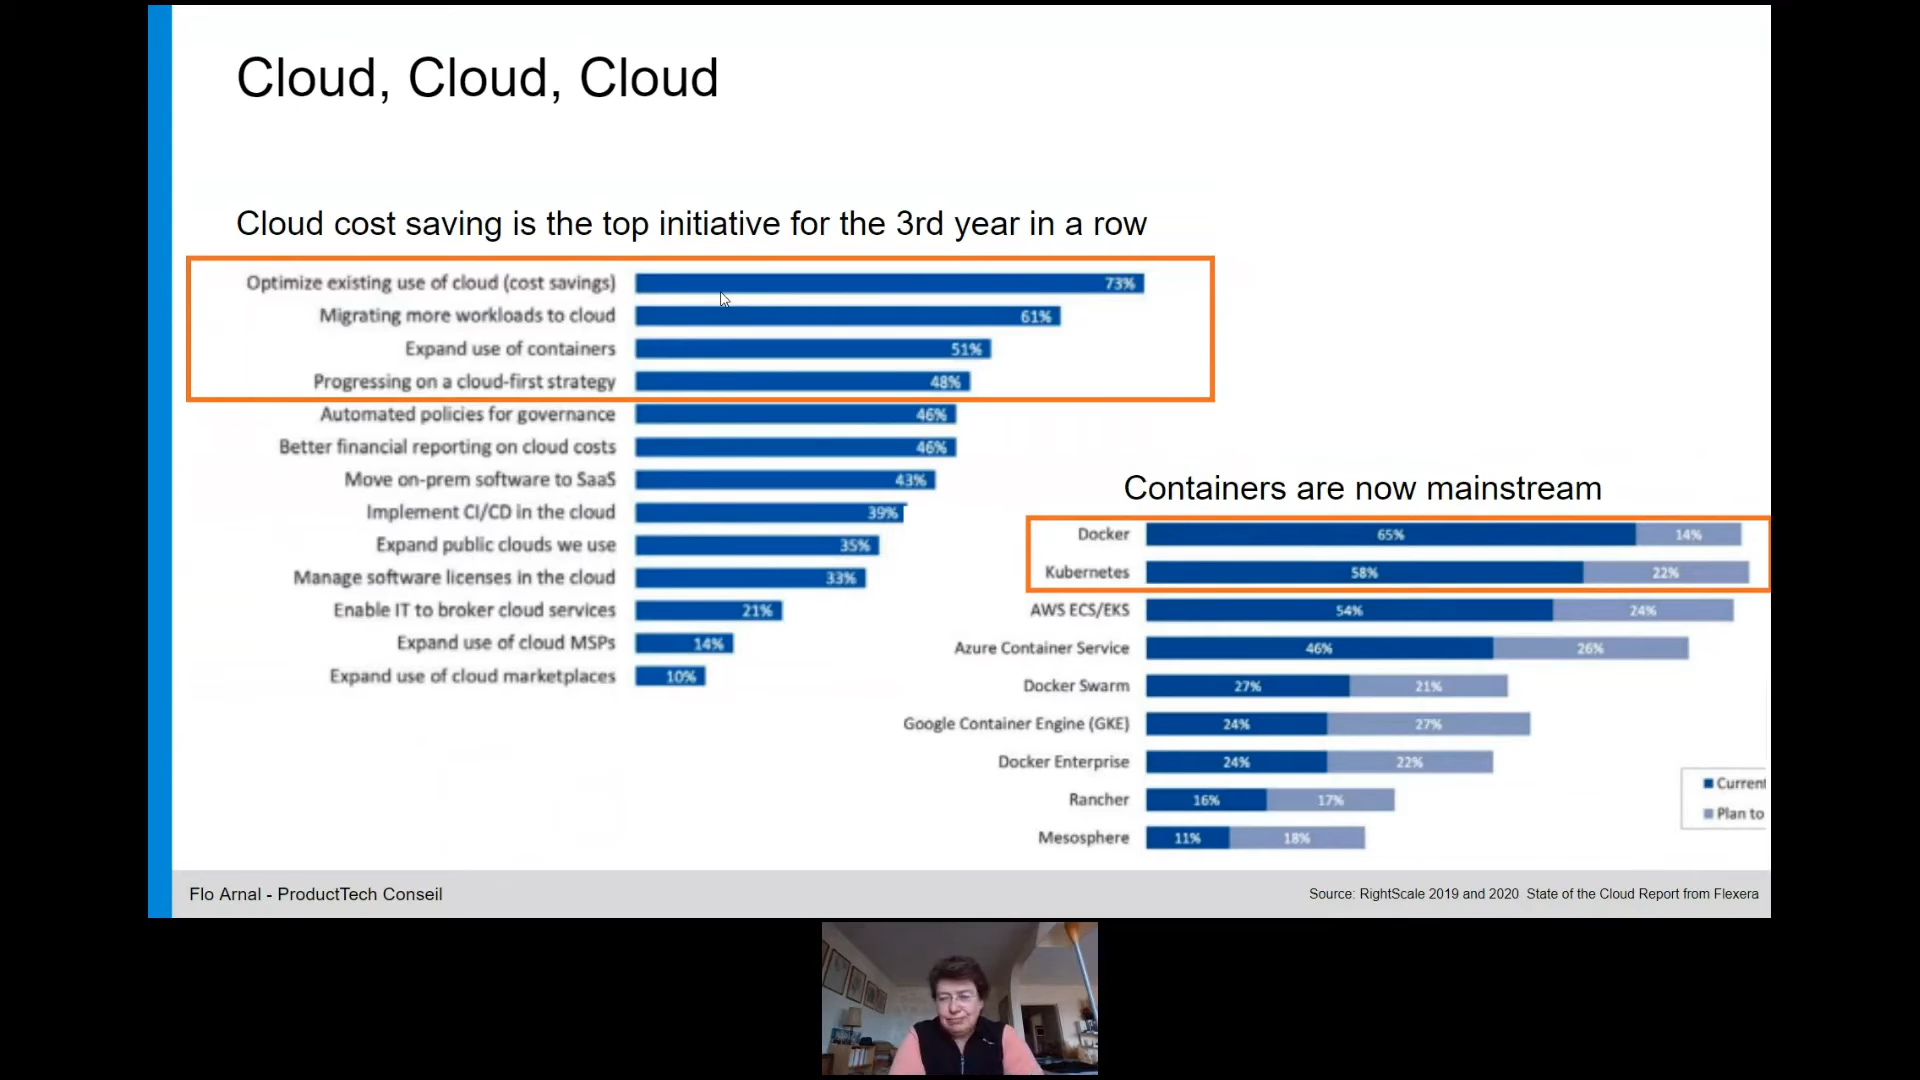 Cloud, Cloud, Cloud
Cloud cost saving is the top initiative for the 3rd year in a row
Optimize existing use of cloud (cost savings) 73%
Migrating more workloads to cloud 61%
Expand use of containers 51%
Progressing on a cloud-first strategy 48%
Automated policies for governance 46%
Better financial reporting on cloud costs 46%
Move on-prem software to SaaS 43%
Implement CI/CD in the cloud 39%
Expand public clouds we use 35%
Manage software licenses in the cloud 33%
Enable IT to broker cloud services 21%
Expand use of cloud MSPs 14%
Expand use of cloud marketplaces 10%
Containers are now mainstream
Docker 65% 14%
Kubernetes 58% 22%
AWS ECS/EKS 54% 24%
Azure Container Service 46% 26%
Docker Swarm 27% 21%
Google Container Engine (GKE) 24% 27%
Docker Enterprise 24% 22%
Rancher 16% 17%
Mesosphere 11% 18%
Curren
Plan to
Flo Arnal - ProductTech Conseil
Source: RightScale 2019 and 2020 State of the Cloud Report from Flexera